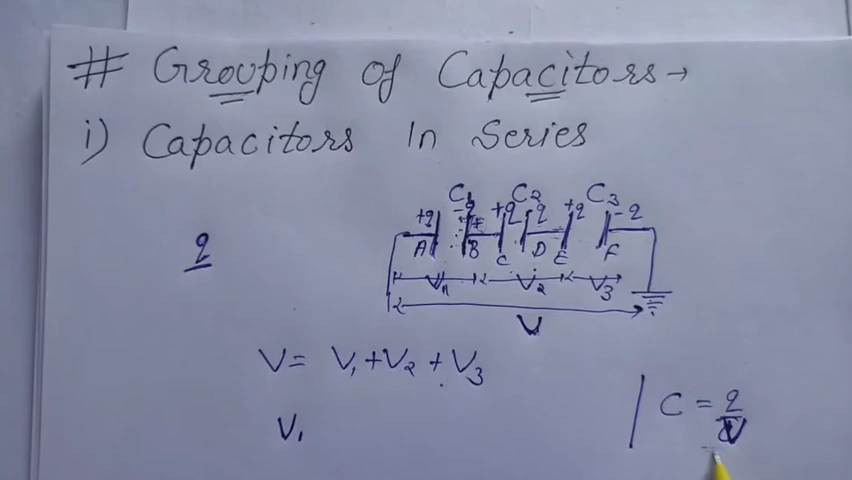 # Grouping of Capacitors →
i) Capacitors In Series
C1 C2 C3
+q -q +q -q +q -q
q
A B C D E F
V1 V2 V3
V
V = V1 + V2 + V3
C = q/V
V1